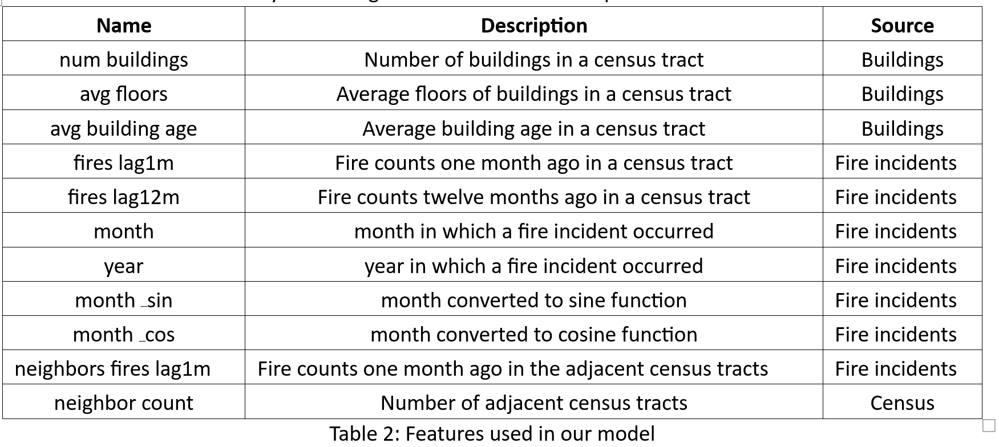 Name Description Source
num buildings Number of buildings in a census tract Buildings
avg floors Average floors of buildings in a census tract Buildings
avg building age Average building age in a census tract Buildings
fires lag1m Fire counts one month ago in a census tract Fire incidents
fires lag12m Fire counts twelve months ago in a census tract Fire incidents
month month in which a fire incident occurred Fire incidents
year year in which a fire incident occurred Fire incidents
month _sin month converted to sine function Fire incidents
month _cos month converted to cosine function Fire incidents
neighbors fires lag1m Fire counts one month ago in the adjacent census tracts Fire incidents
neighbor count Number of adjacent census tracts Census
Table 2: Features used in our model